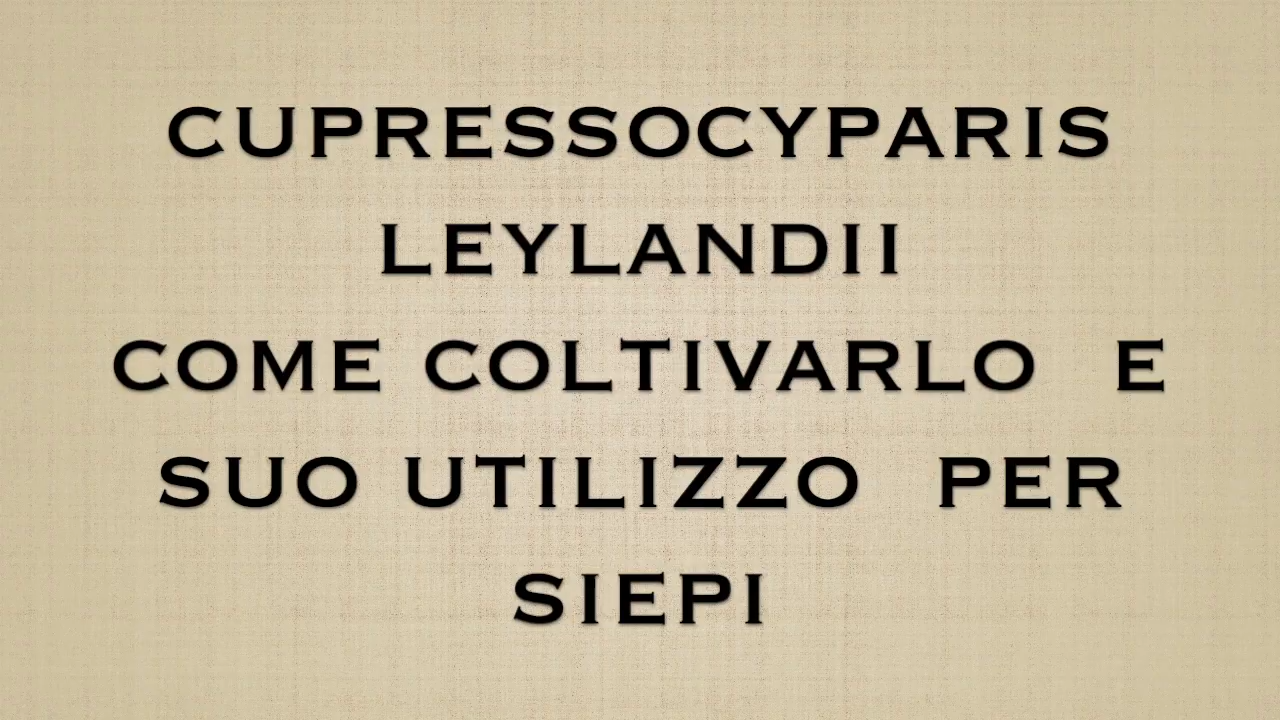 CUPRESSOCYPARIS
LEYLANDII
COME COLTIVARLO E
SUO UTILIZZO PER
SIEPI